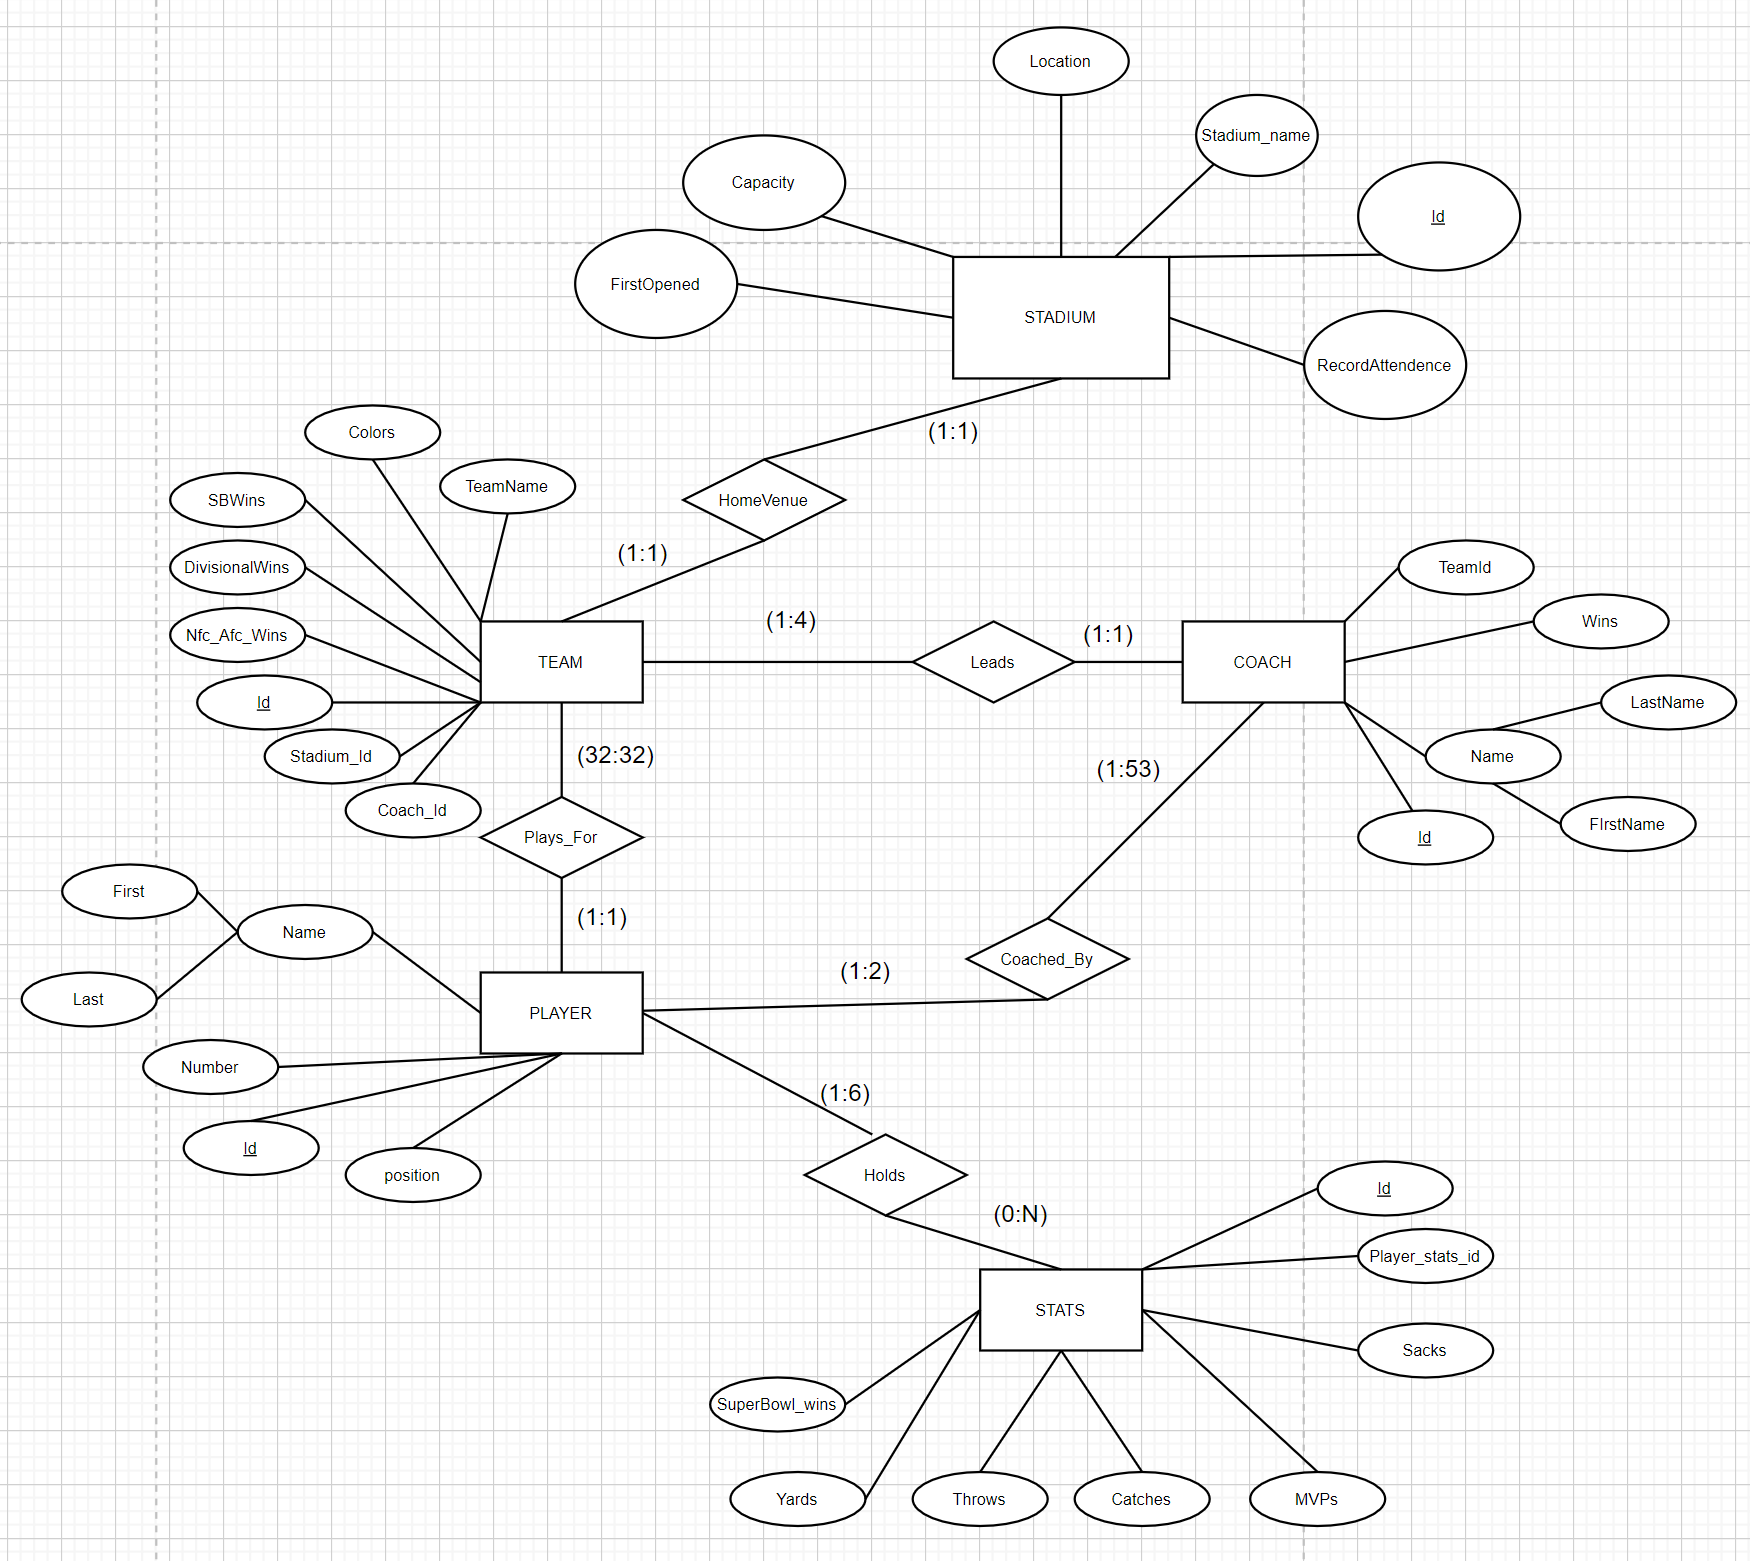 Location
Stadium_name
Capacity
Id
FirstOpened
STADIUM
RecordAttendence
Colors
(1:1)
TeamName
SBWins
HomeVenue
(1:1)
DivisionalWins
TeamId
(1:4)
(1:1)
Wins
Nfc_Afc_Wins
TEAM
Leads
COACH
Id
LastName
Stadium_Id
(32:32)
(1:53)
Name
Coach_Id
Plays_For
Id
FIrstName
First
(1:1)
Name
Coached_By
(1:2)
Last
PLAYER
Number
(1:6)
Id
position
Holds
Id
(0:N)
Player_stats_id
STATS
Sacks
SuperBowl_wins
Yards
Throws
Catches
MVPs